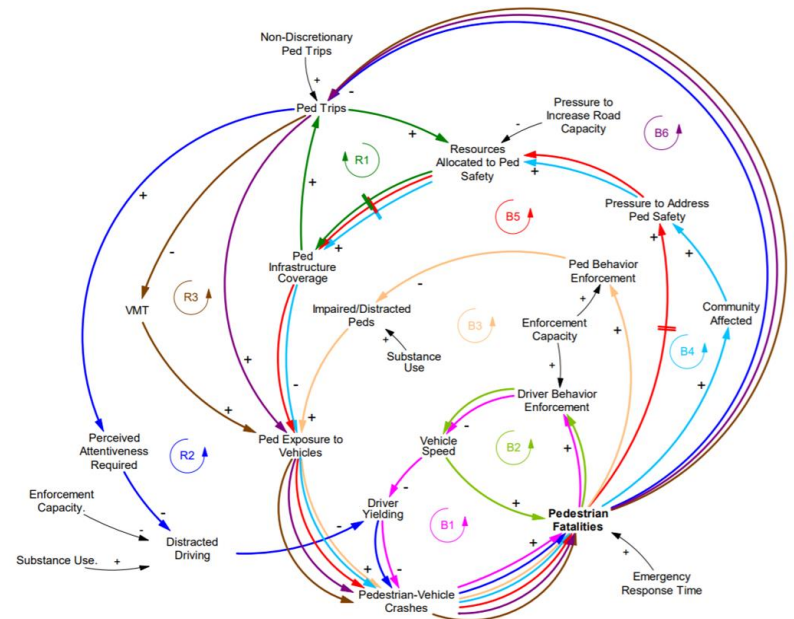 Non-Discretionary
Ped Trips
+
-
Ped Trips
Pressure to
Increase Road
Capacity
-
+
B6
R1
Resources
Allocated to Ped
Safety
+
+
+
B5
Pressure to Address
Ped Safety
+
+
-
Ped
Infrastructure
Coverage
+
Ped Behavior
Enforcement
-
R3
VMT
Impaired/Distracted
Peds
B3
+
Enforcement
Capacity
+
Community
Affected
+
Substance
Use
+
B4
-
+
+
+
+
Driver Behavior
Enforcement
Perceived
Attentiveness
Required
R2
Ped Exposure to
Vehicles
Vehicle
Speed
-
B2
+
Enforcement
Capacity.
-
-
Distracted
Driving
Substance Use.
+
-
Driver
Yielding
-
B1
+
Pedestrian
Fatalities
+
+
-
Pedestrian-Vehicle
Crashes
+
Emergency
Response Time